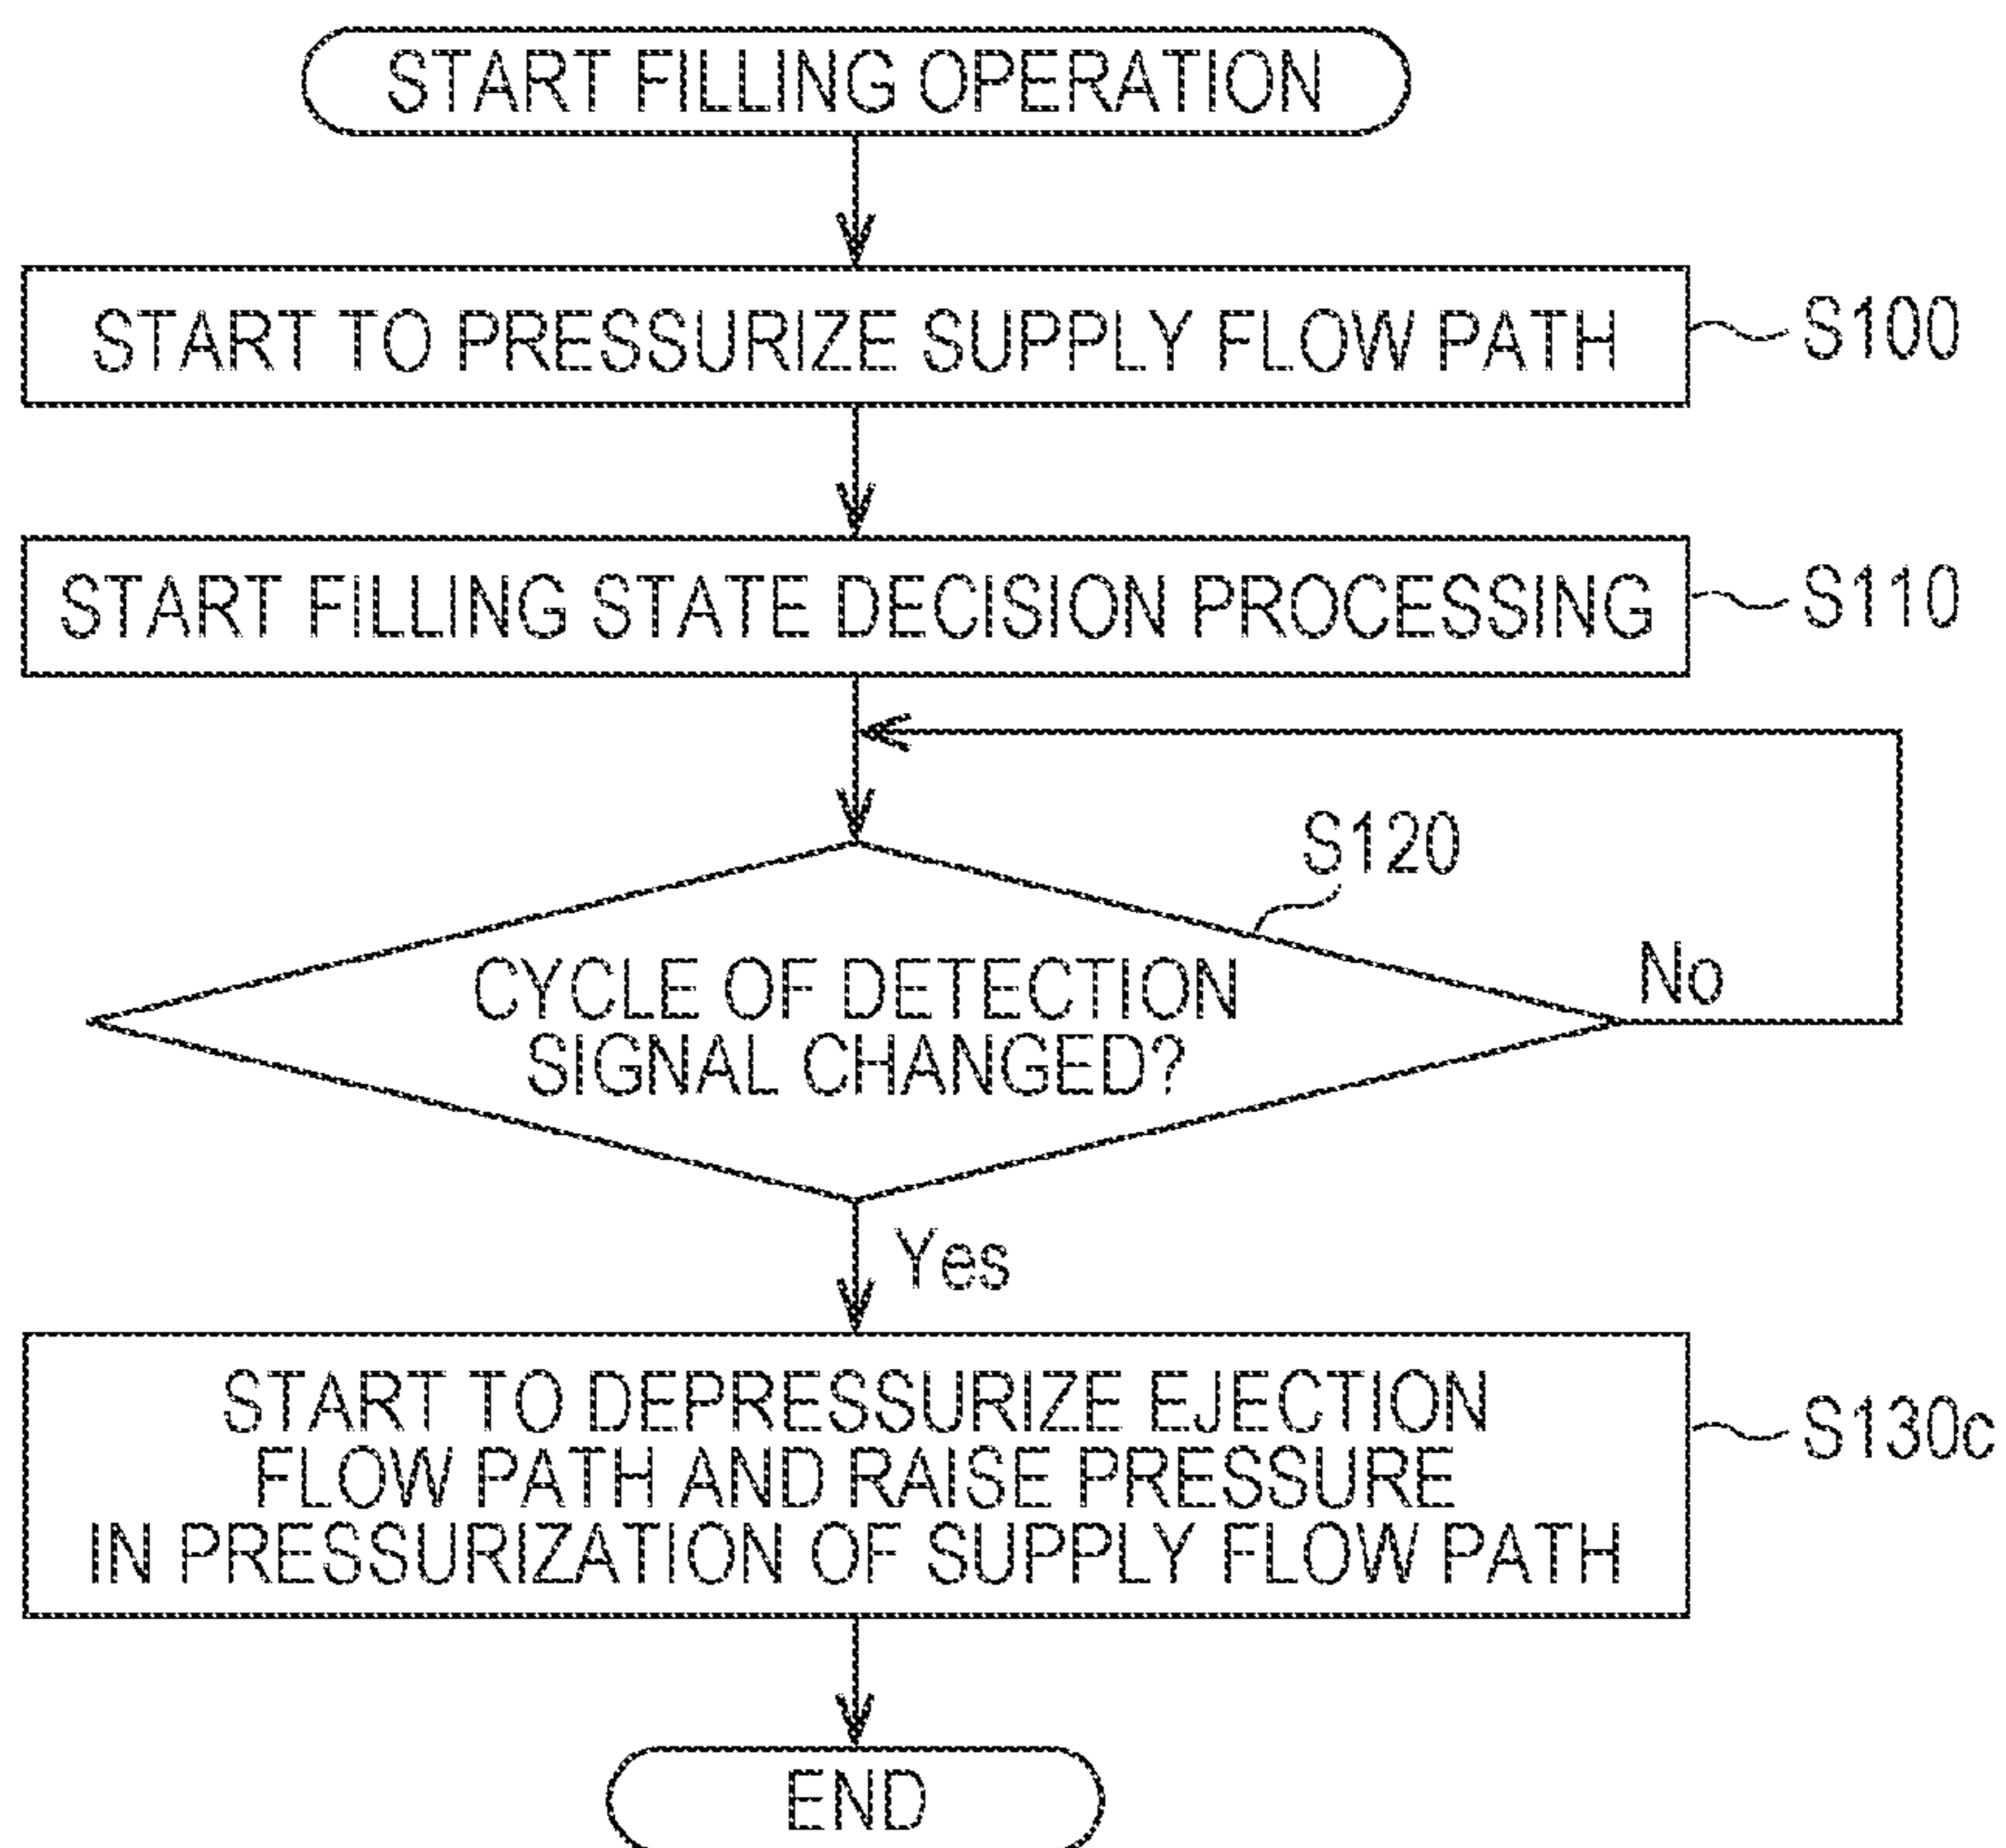 START FILLING OPERATION
START TO PRESSURIZE SUPPLY FLOW PATH
S100
START FILLING STATE DECISION PROCESSING
S110
S120
CYCLE OF DETECTION
SIGNAL CHANGED?
No
Yes
START TO DEPRESSURIZE EJECTION
FLOW PATH AND RAISE PRESSURE
IN PRESSURIZATION OF SUPPLY FLOW PATH
S130c
END